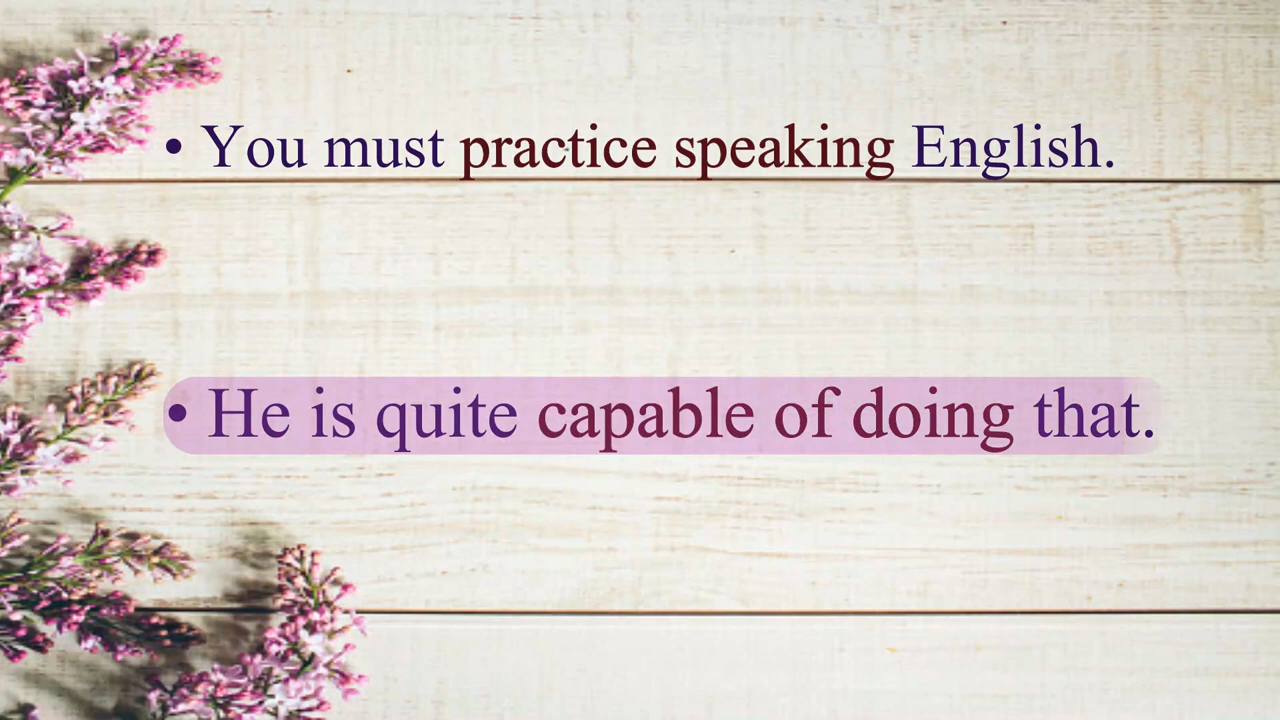 • You must practice speaking English.
• He is quite capable of doing that.